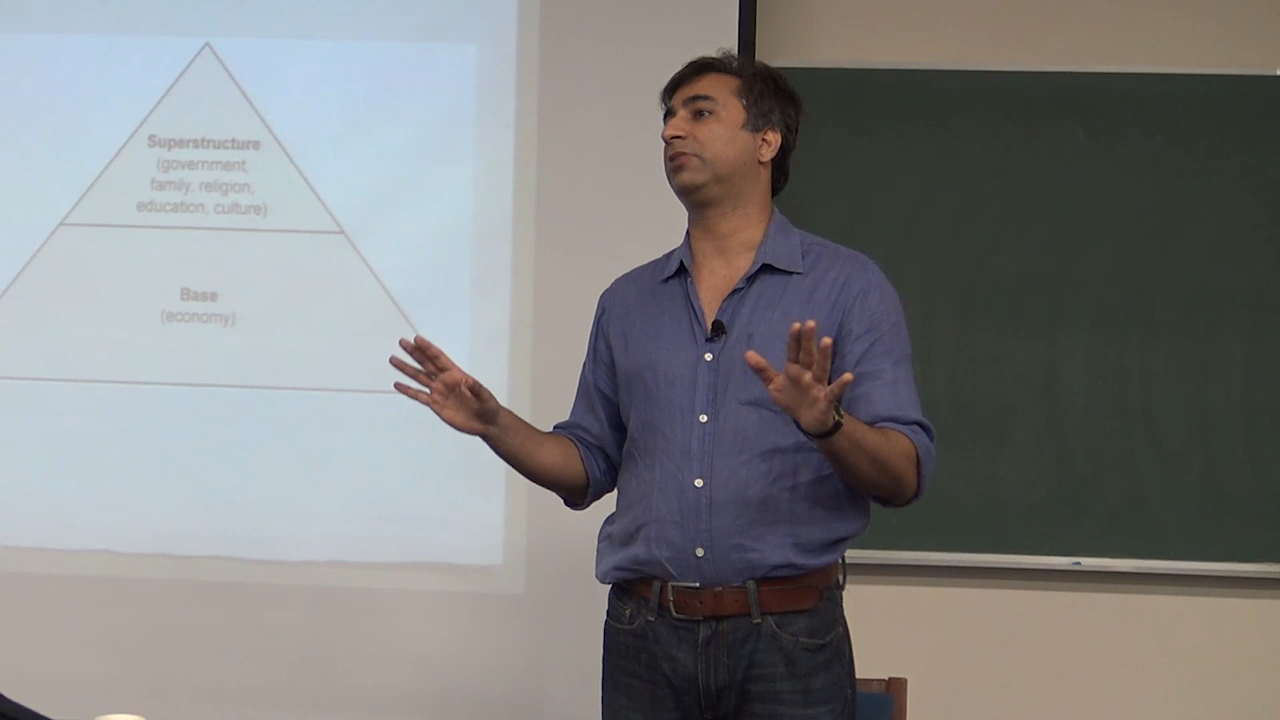 Superstructure
(government,
family, religion,
education, culture)
Base
(economy)